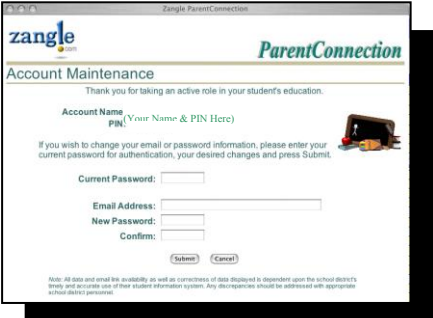 Zangle ParentConnection
zangle
.com
ParentConnection
Account Maintenance
Thank you for taking an active role in your student's education.
Account Name
(Your Name & PIN Here)
PIN:
If you wish to change your email or password information, please enter your
current password for authentication, your desired changes and press Submit.
Current Password:
Email Address:
New Password:
Confirm:
Submit Cancel
Note: All data and email link availability as well as correctness of data displayed is dependent upon the school district's
timely and accurate use of their student information system. Any discrepancies should be addressed with appropriate
school district personnel.